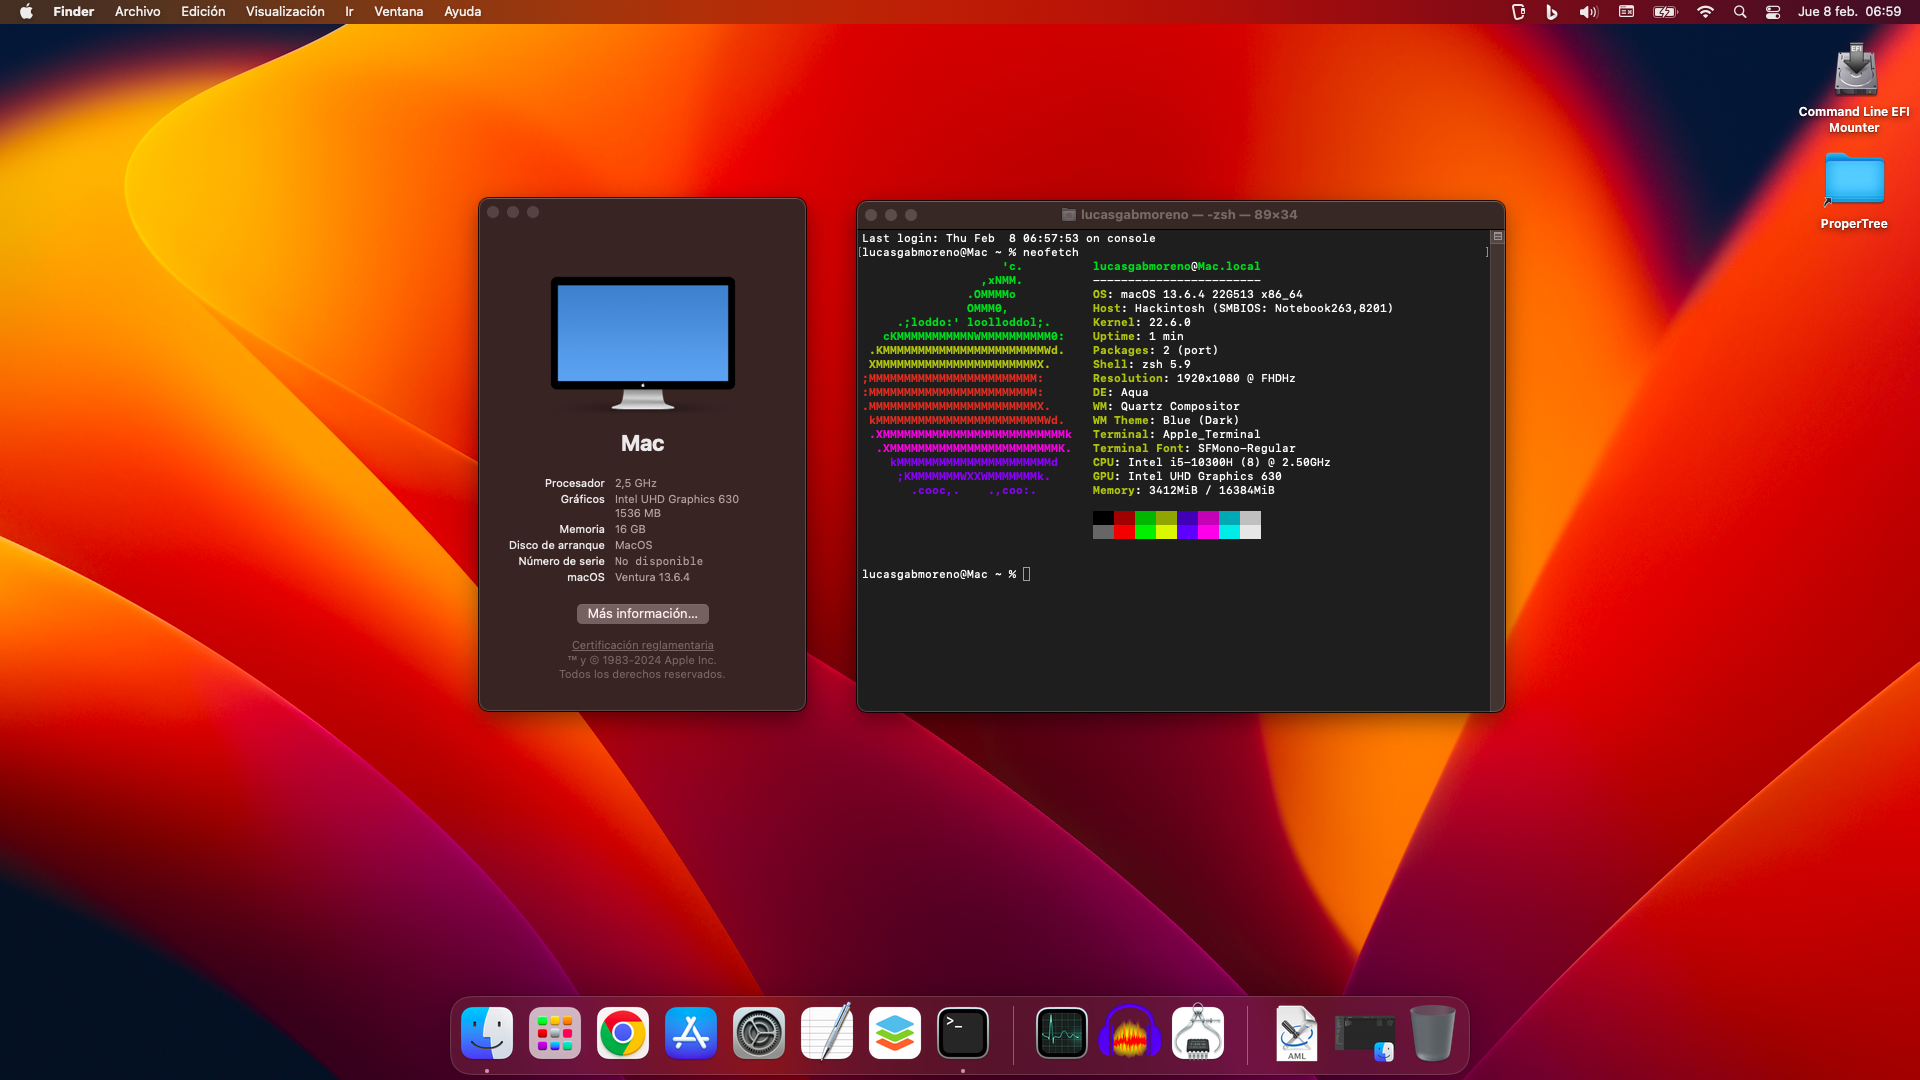 Finder Archivo Edición Visualización Ir Ventana Ayuda Jue 8 feb. 06:59
EFI
Command Line EFI
Mounter
ProperTree
Mac
Procesador 2,5 GHz
Gráficos Intel UHD Graphics 630
1536 MB
Memoria 16 GB
Disco de arranque MacOS
Número de serie No disponible
macOS Ventura 13.6.4
Más información...
Certificación reglamentaria
™ y © 1983-2024 Apple Inc.
Todos los derechos reservados.
lucasgabmoreno — -zsh — 89×34
Last login: Thu Feb  8 06:57:53 on console
[lucasgabmoreno@Mac ~ % neofetch ]
'c. lucasgabmoreno@Mac.local
,xNMM. ------------------------
.OMMMMo OS: macOS 13.6.4 22G513 x86_64
OMMM0, Host: Hackintosh (SMBIOS: Notebook263,8201)
.;loddo:' loolloddol;. Kernel: 22.6.0
cKMMMMMMMMMMNWMMMMMMMMMM0: Uptime: 1 min
.KMMMMMMMMMMMMMMMMMMMMMMMWd. Packages: 2 (port)
XMMMMMMMMMMMMMMMMMMMMMMMX. Shell: zsh 5.9
;MMMMMMMMMMMMMMMMMMMMMMMM: Resolution: 1920x1080 @ FHDHz
:MMMMMMMMMMMMMMMMMMMMMMMM: DE: Aqua
.MMMMMMMMMMMMMMMMMMMMMMMMX. WM: Quartz Compositor
kMMMMMMMMMMMMMMMMMMMMMMMMWd. WM Theme: Blue (Dark)
.XMMMMMMMMMMMMMMMMMMMMMMMMMMk Terminal: Apple_Terminal
.XMMMMMMMMMMMMMMMMMMMMMMMMK. Terminal Font: SFMono-Regular
kMMMMMMMMMMMMMMMMMMMMMMd CPU: Intel i5-10300H (8) @ 2.50GHz
;KMMMMMMMWXXWMMMMMMMk. GPU: Intel UHD Graphics 630
.cooc,. .,coo:. Memory: 3412MiB / 16384MiB
lucasgabmoreno@Mac ~ %
>_
AML